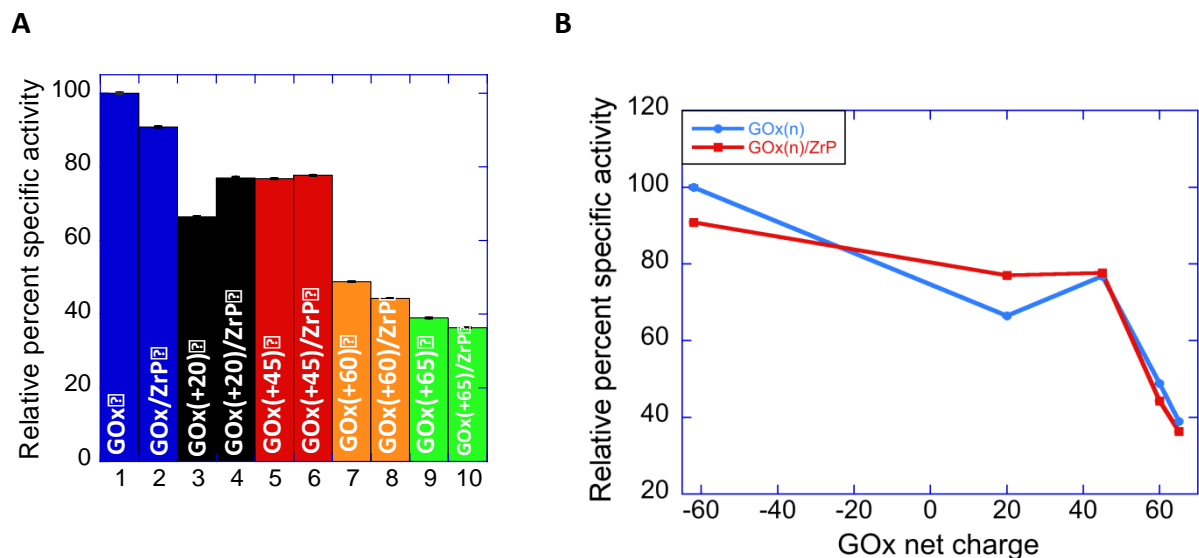 A
Relative percent specific activity
100
80
60
40
20
0
GOx
GOx/ZrP
GOx(+20)
GOx(+20)/ZrP
GOx(+45)
GOx(+45)/ZrP
GOx(+60)
GOx(+60)/ZrP
GOx(+65)
GOx(+65)/ZrP
1 2 3 4 5 6 7 8 9 10
B
Relative percent specific activity
120
100
80
60
40
20
GOx(n)
GOx(n)/ZrP
-60 -40 -20 0 20 40 60
GOx net charge